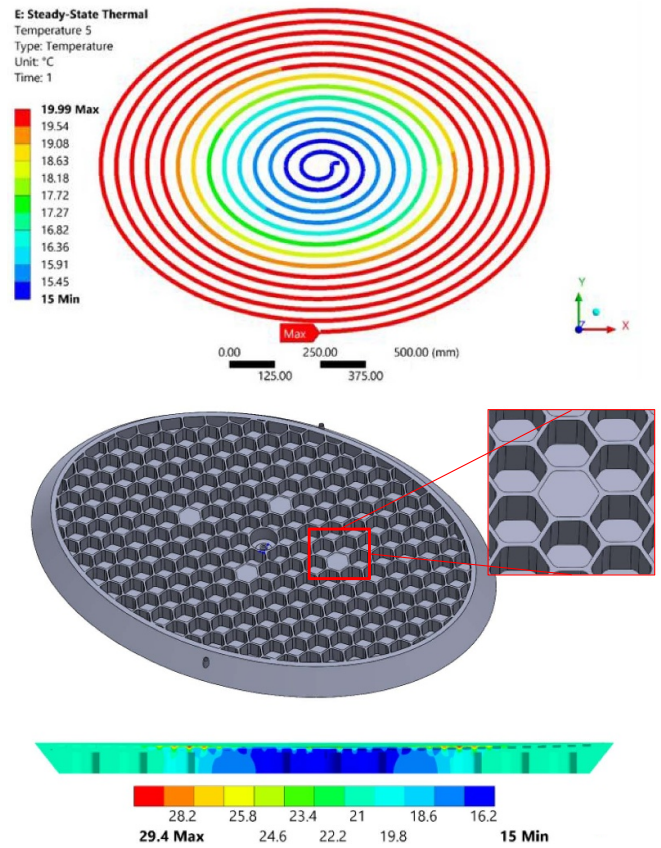 E: Steady-State Thermal
Temperature 5
Type: Temperature
Unit: °C
Time: 1
19.99 Max
19.54
19.08
18.63
18.18
17.72
17.27
16.82
16.36
15.91
15.45
15 Min
Max
Y
Z
X
0.00 250.00 500.00 (mm)
125.00 375.00
28.2 25.8 23.4 21 18.6 16.2
29.4 Max 24.6 22.2 19.8 15 Min